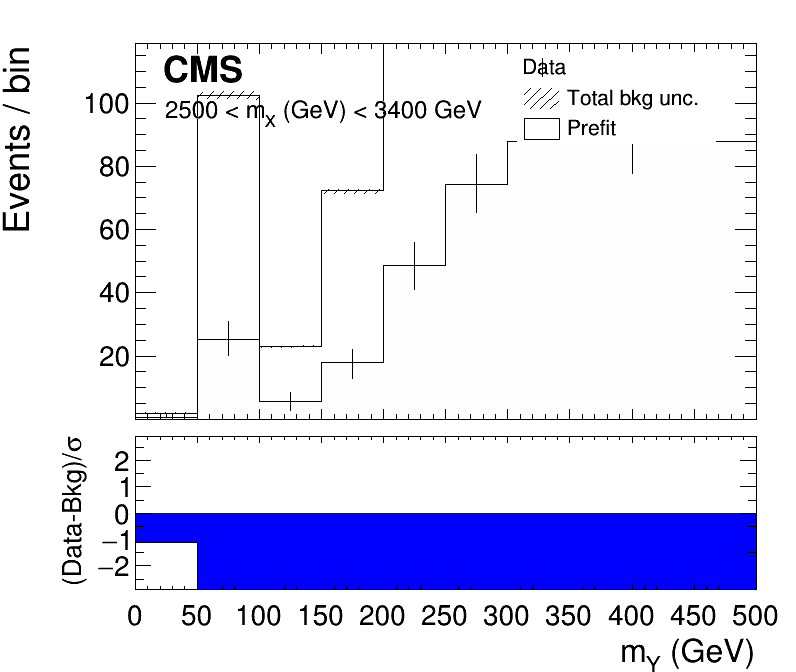 CMS
2500 < m_X (GeV) < 3400 GeV
Data
Total bkg unc.
Prefit
Events / bin
100
80
60
40
20
(Data-Bkg)/σ
2
1
0
−1
−2
0 50 100 150 200 250 300 350 400 450 500
m_Y (GeV)